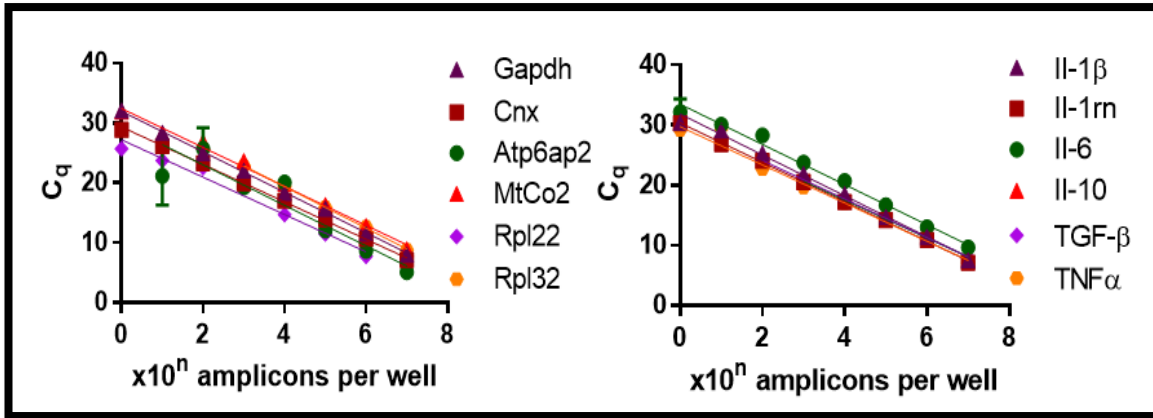 40
30
20
10
0
0 2 4 6 8
Cq
x10ⁿ amplicons per well
Gapdh
Cnx
Atp6ap2
MtCo2
Rpl22
Rpl32
40
30
20
10
0
0 2 4 6 8
Cq
x10ⁿ amplicons per well
Il-1β
Il-1rn
Il-6
Il-10
TGF-β
TNFα